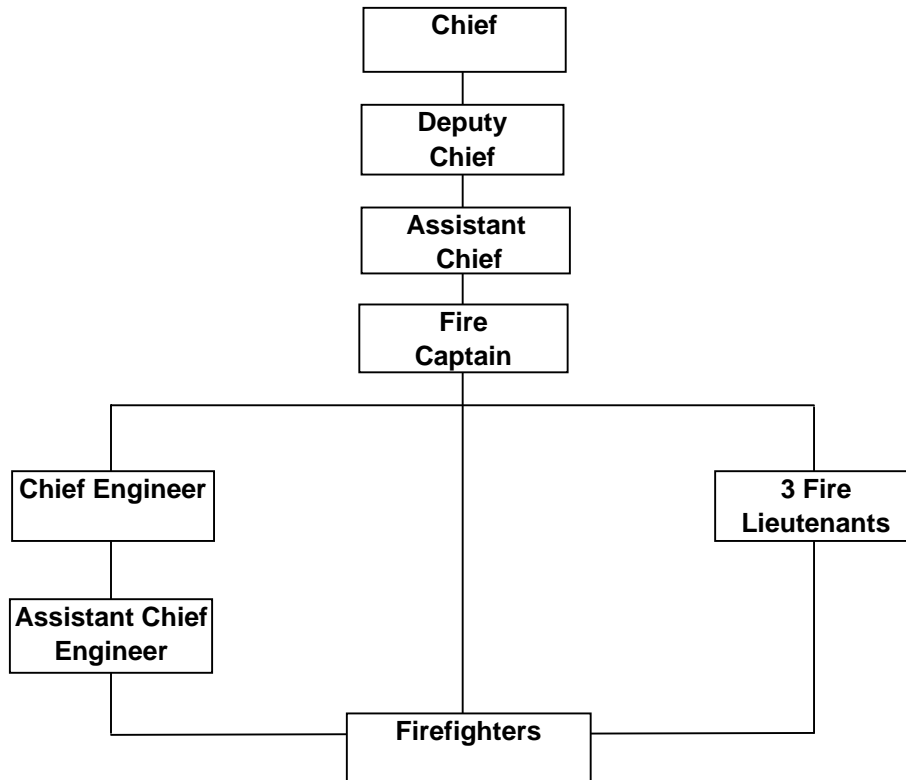 Chief
Deputy
Chief
Assistant
Chief
Fire
Captain
Chief Engineer
3 Fire
Lieutenants
Assistant Chief
Engineer
Firefighters